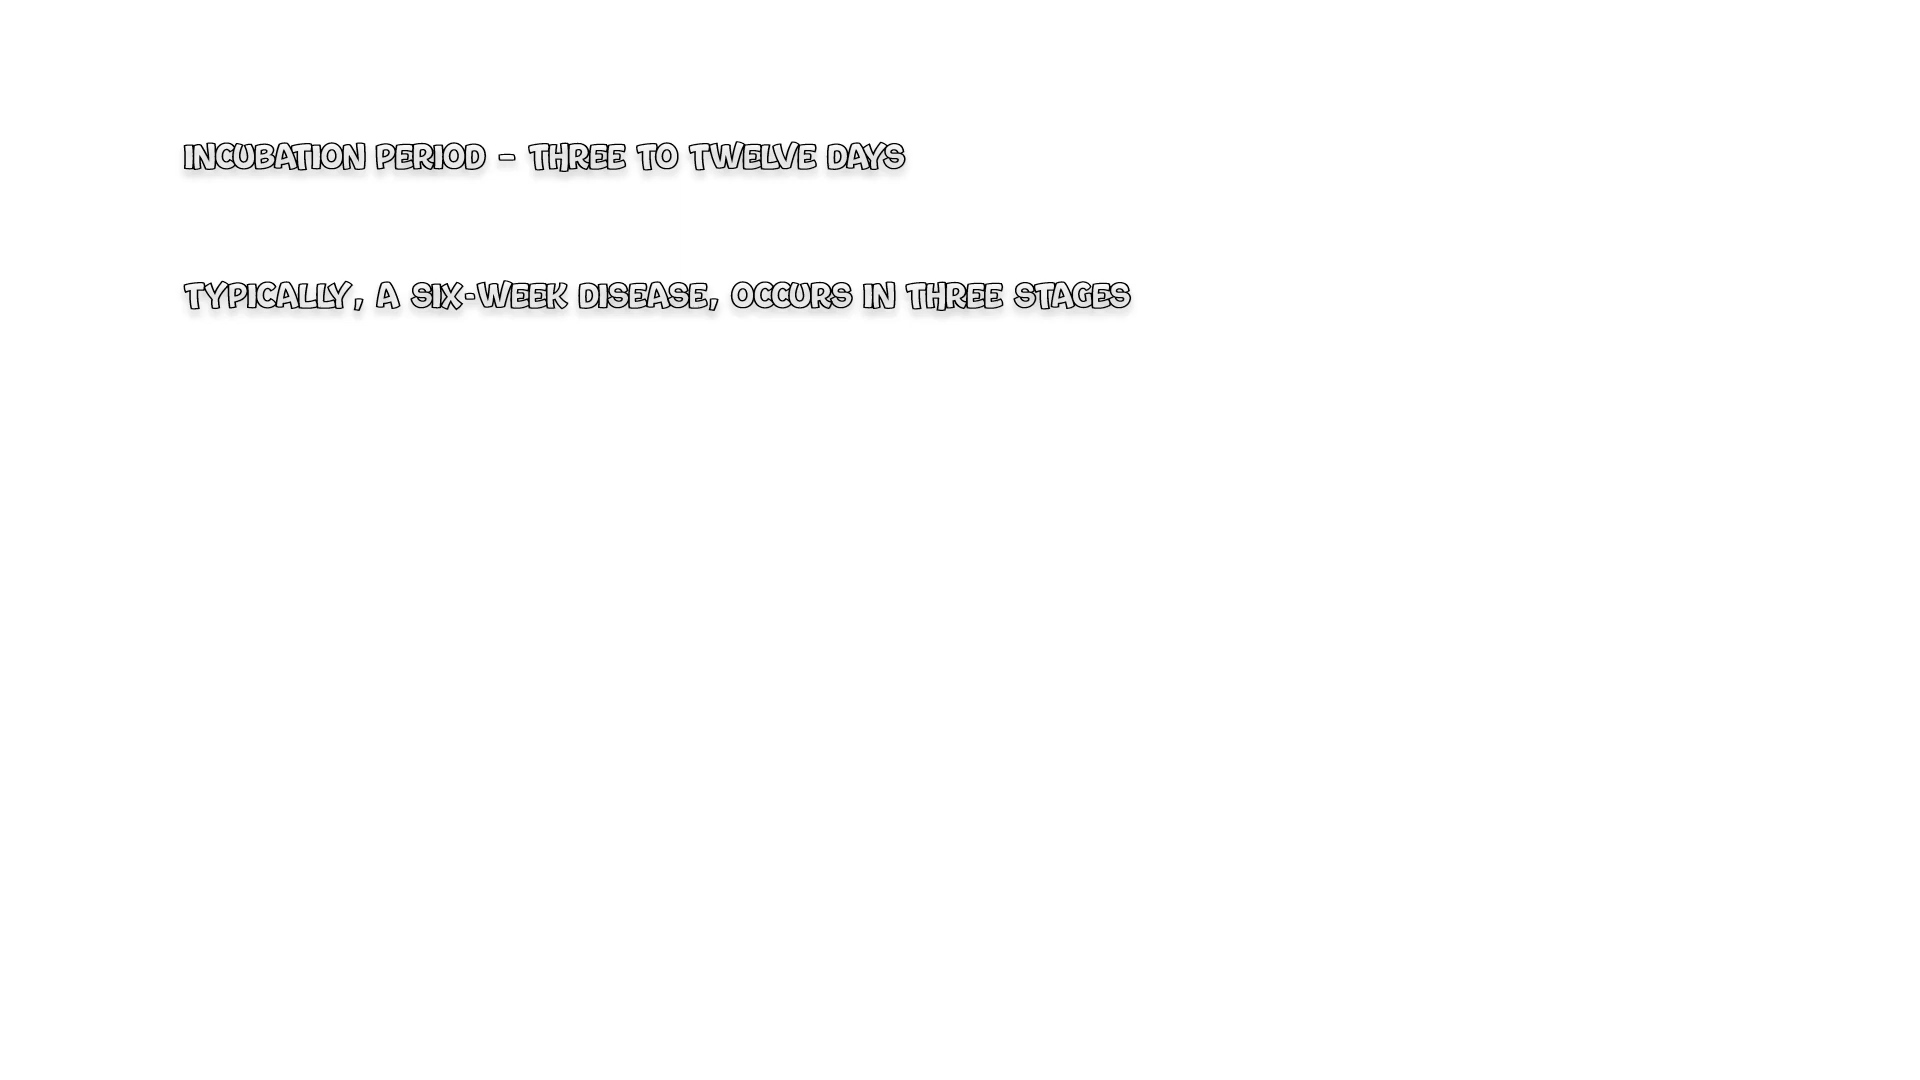 INCUBATION PERIOD – THREE TO TWELVE DAYS
TYPICALLY, A SIX-WEEK DISEASE, OCCURS IN THREE STAGES